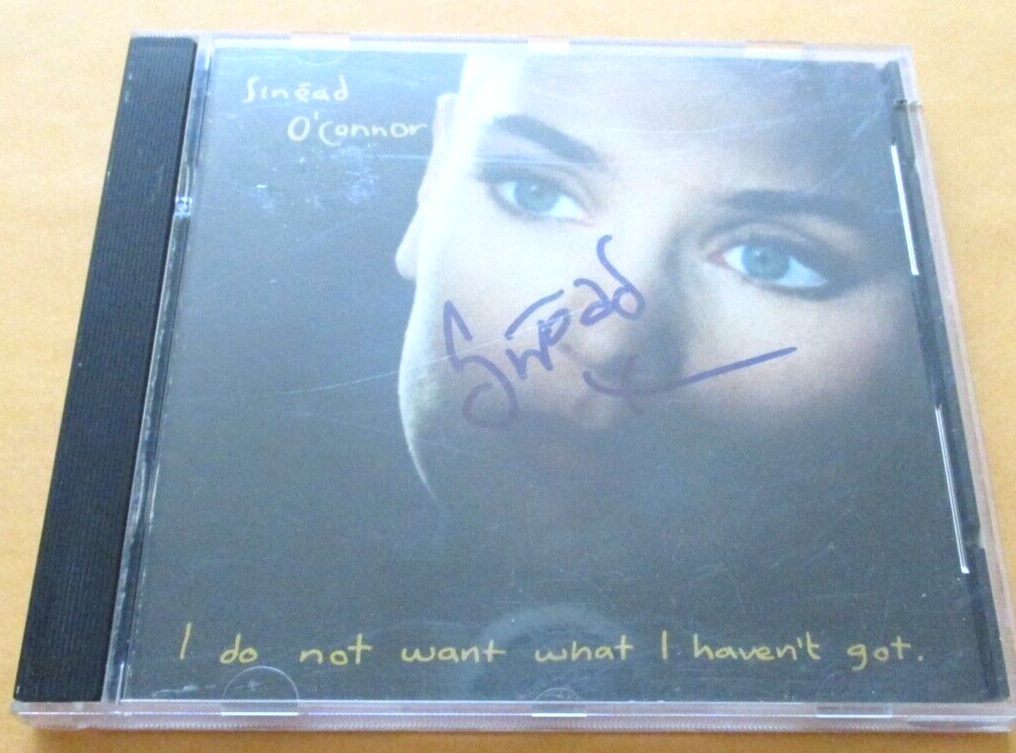 Sinéad
O'Connor
Sinéad
x
I do not want what I haven't got.